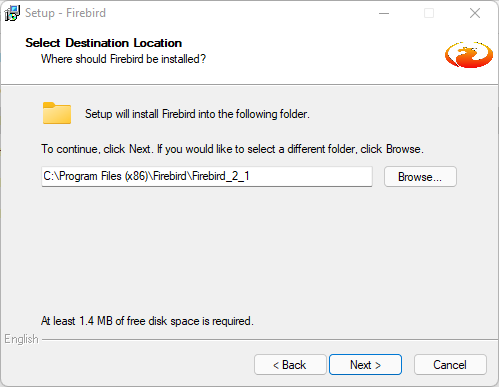 Setup - Firebird
Select Destination Location
Where should Firebird be installed?
Setup will install Firebird into the following folder.
To continue, click Next. If you would like to select a different folder, click Browse.
C:\Program Files (x86)\Firebird\Firebird_2_1
Browse...
At least 1.4 MB of free disk space is required.
English
< Back
Next >
Cancel